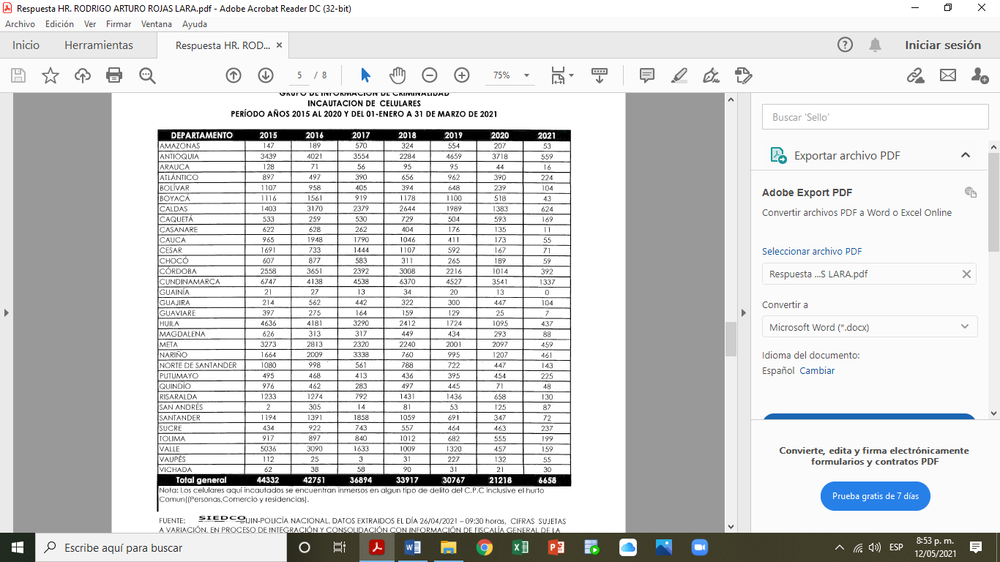 Respuesta HR. RODRIGO ARTURO ROJAS LARA.pdf - Adobe Acrobat Reader DC (32-bit)
Archivo Edición Ver Firmar Ventana Ayuda
Inicio Herramientas Respuesta HR. ROD... × Iniciar sesión
5 / 8 75%
GRUPO DE INFORMACIÓN DE CRIMINALIDAD
INCAUTACION DE CELULARES
PERÍODO AÑOS 2015 AL 2020 Y DEL 01-ENERO A 31 DE MARZO DE 2021
DEPARTAMENTO 2015 2016 2017 2018 2019 2020 2021
AMAZONAS 147 189 570 324 554 207 53
ANTIOQUIA 3439 4021 3554 2284 4659 3718 559
ARAUCA 128 71 56 95 95 44 16
ATLÁNTICO 897 497 390 656 962 390 224
BOLÍVAR 1107 958 405 394 648 239 104
BOYACÁ 1116 1561 919 1178 1100 518 43
CALDAS 1403 3170 2379 2644 1989 1383 624
CAQUETÁ 533 259 530 729 504 593 169
CASANARE 622 628 262 404 176 135 11
CAUCA 965 1948 1790 1046 411 173 55
CESAR 1691 733 1444 1107 592 167 71
CHOCÓ 607 877 583 311 265 189 59
CÓRDOBA 2558 3651 2392 3008 2216 1014 392
CUNDINAMARCA 6747 4138 4538 6370 4527 3541 1337
GUAINÍA 21 27 13 34 20 13 0
GUAJIRA 214 562 442 322 300 447 104
GUAVIARE 397 275 164 159 129 25 7
HUILA 4636 4181 3290 2412 1724 1095 437
MAGDALENA 626 313 317 449 434 293 88
META 3273 2813 2320 2240 2001 2097 459
NARIÑO 1664 2009 3338 760 995 1207 461
NORTE DE SANTANDER 1080 998 561 788 722 447 143
PUTUMAYO 495 468 413 436 395 454 225
QUINDÍO 976 462 283 497 445 71 48
RISARALDA 1233 1274 792 1431 1436 658 130
SAN ANDRÉS 2 305 14 81 53 125 87
SANTANDER 1194 1391 1858 1059 691 347 72
SUCRE 434 922 743 557 464 463 237
TOLIMA 917 897 840 1012 682 555 199
VALLE 5036 3090 1633 1009 1320 457 159
VAUPÉS 112 25 3 31 227 132 55
VICHADA 62 38 58 90 31 21 30
Total general 44332 42751 36894 33917 30767 21218 6658
Nota: Los celulares aquí incautados se encuentran inmersos en algun tipo de delito del C.P.C inclusive el hurto
Comun((Personas,Comercio y residencias).
FUENTE: SIEDCO IJIN-POLICÍA NACIONAL. DATOS EXTRAIDOS EL DÍA 26/04/2021 – 09:30 horas, CIFRAS SUJETAS
A VARIACIÓN, EN PROCESO DE INTEGRACIÓN Y CONSOLIDACIÓN CON INFORMACIÓN DE FISCALÍA GENERAL DE LA
Buscar 'Sello'
Exportar archivo PDF
Adobe Export PDF
Convertir archivos PDF a Word o Excel Online
Seleccionar archivo PDF
Respuesta ...S LARA.pdf
Convertir a
Microsoft Word (*.docx)
Idioma del documento:
Español Cambiar
Convierte, edita y firma electrónicamente
formularios y contratos PDF
Prueba gratis de 7 días
Escribe aquí para buscar
ESP
8:53 p. m.
12/05/2021